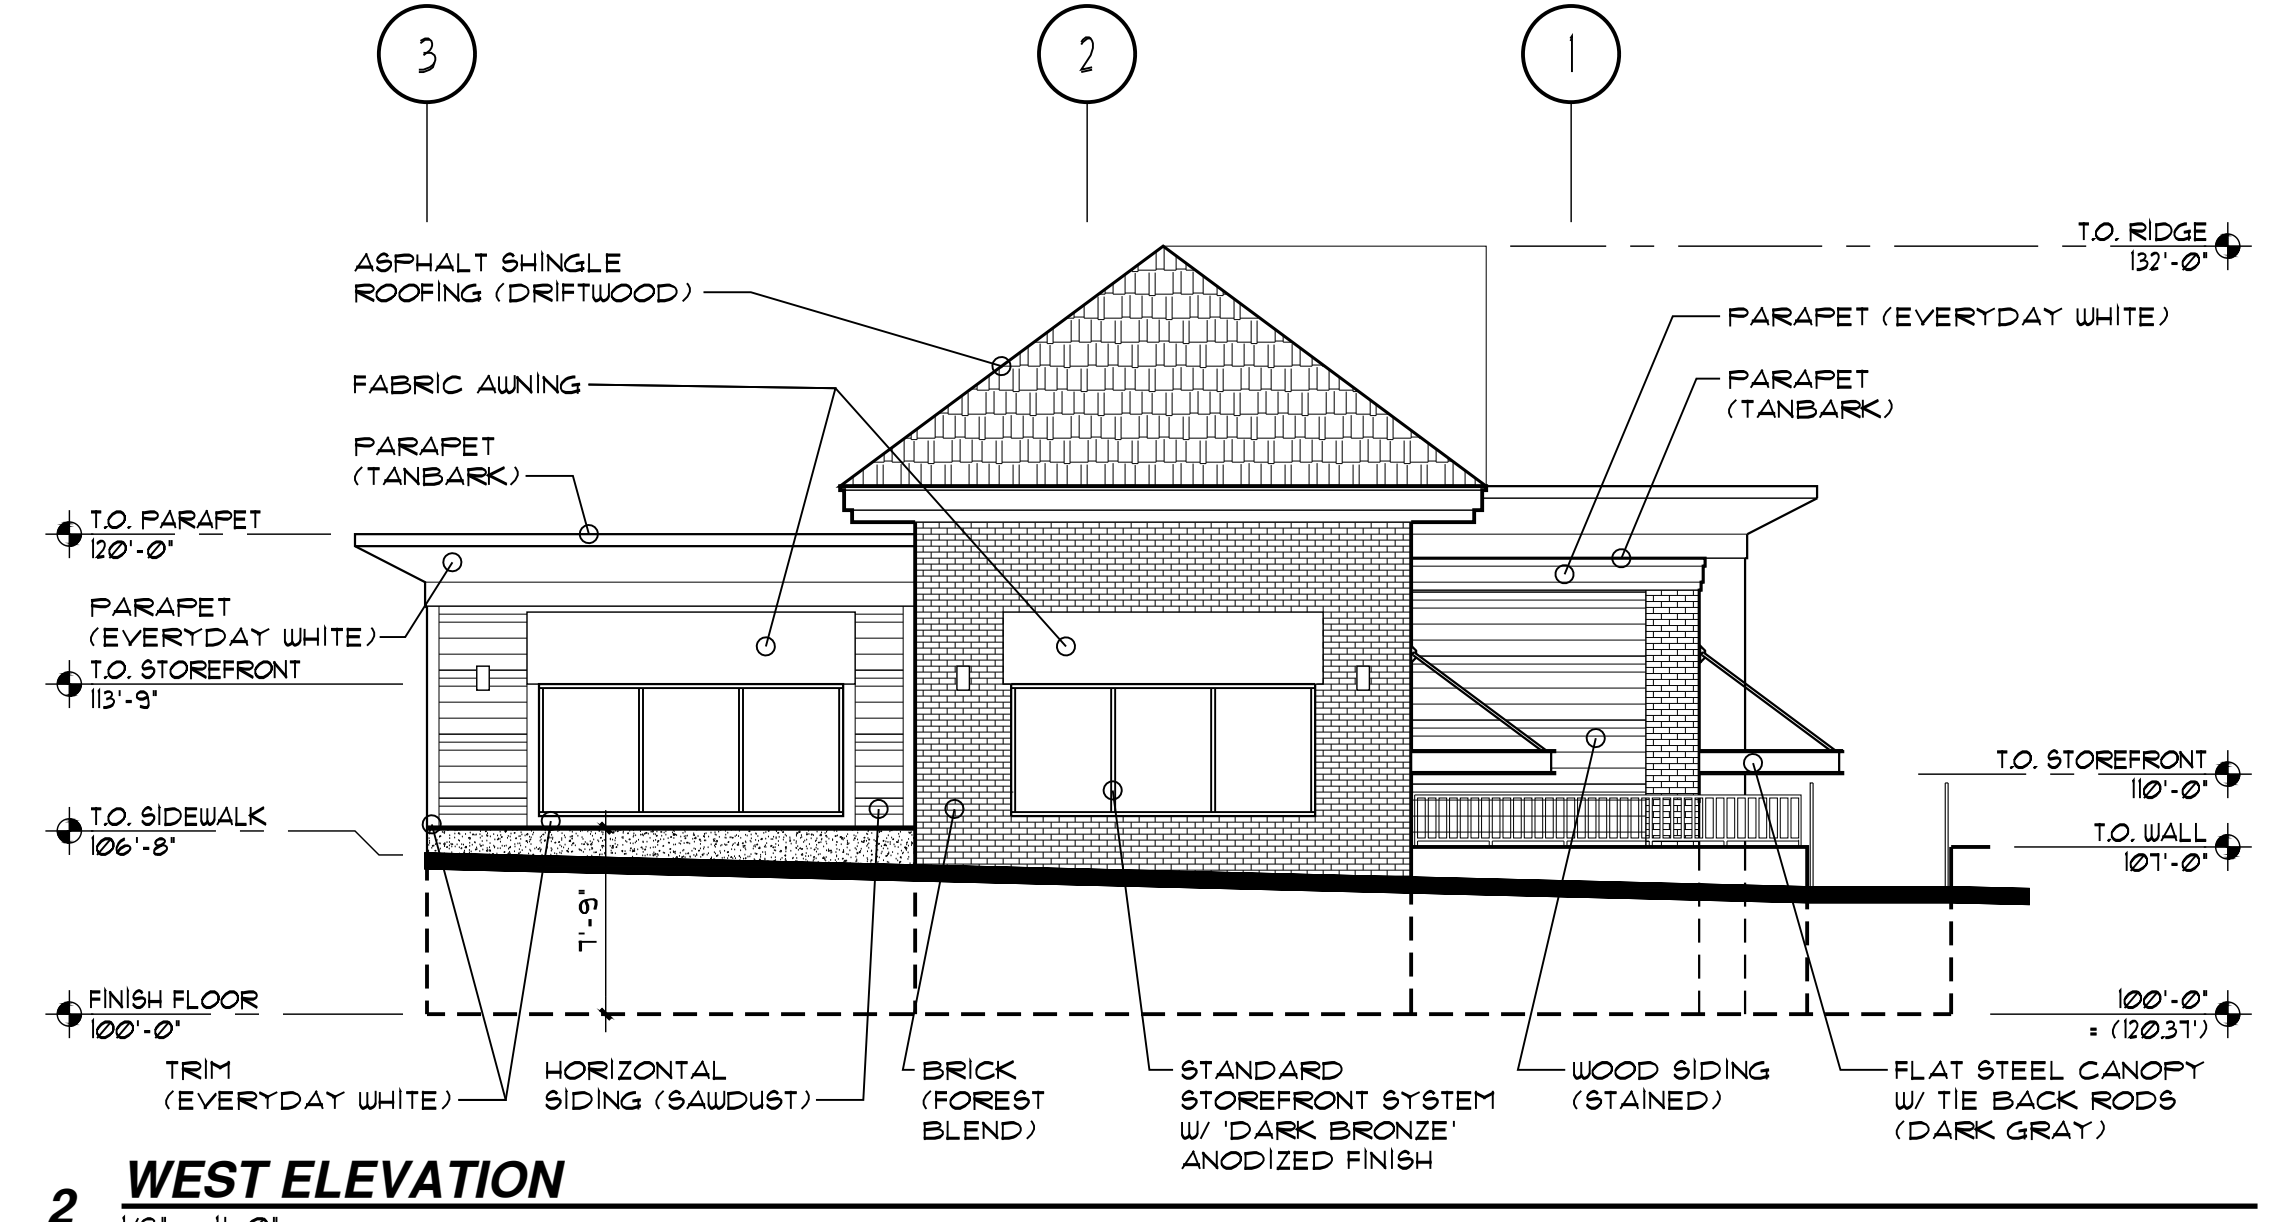 3
2
1
T.O. RIDGE
132'-0"
ASPHALT SHINGLE
ROOFING (DRIFTWOOD)
PARAPET (EVERYDAY WHITE)
FABRIC AWNING
PARAPET
(TANBARK)
PARAPET
(TANBARK)
T.O. PARAPET
120'-0"
PARAPET
(EVERYDAY WHITE)
T.O. STOREFRONT
113'-9"
T.O. STOREFRONT
110'-0"
T.O. SIDEWALK
106'-8"
T.O. WALL
107'-0"
7'-9"
FINISH FLOOR
100'-0"
100'-0"
= (120.37')
TRIM
(EVERYDAY WHITE)
HORIZONTAL
SIDING (SAWDUST)
BRICK
(FOREST
BLEND)
STANDARD
STOREFRONT SYSTEM
W/ 'DARK BRONZE'
ANODIZED FINISH
WOOD SIDING
(STAINED)
FLAT STEEL CANOPY
W/ TIE BACK RODS
(DARK GRAY)
2 WEST ELEVATION